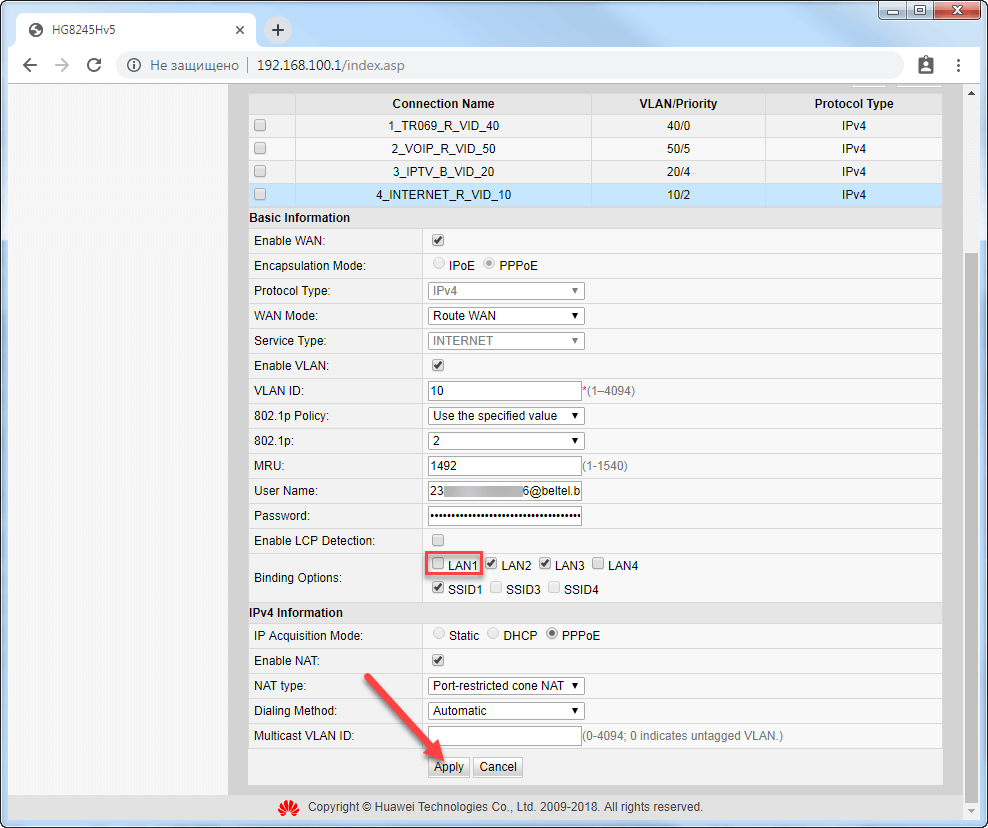 HG8245Hv5
Не защищено 192.168.100.1/index.asp
Connection Name VLAN/Priority Protocol Type
1_TR069_R_VID_40 40/0 IPv4
2_VOIP_R_VID_50 50/5 IPv4
3_IPTV_B_VID_20 20/4 IPv4
4_INTERNET_R_VID_10 10/2 IPv4
Basic Information
Enable WAN:
Encapsulation Mode: IPoE PPPoE
Protocol Type: IPv4
WAN Mode: Route WAN
Service Type: INTERNET
Enable VLAN:
VLAN ID: 10 *(1–4094)
802.1p Policy: Use the specified value
802.1p: 2
MRU: 1492 (1-1540)
User Name: 23 6@beltel.b
Password:
Enable LCP Detection:
Binding Options: LAN1 LAN2 LAN3 LAN4
SSID1 SSID3 SSID4
IPv4 Information
IP Acquisition Mode: Static DHCP PPPoE
Enable NAT:
NAT type: Port-restricted cone NAT
Dialing Method: Automatic
Multicast VLAN ID: (0-4094; 0 indicates untagged VLAN.)
Apply Cancel
Copyright © Huawei Technologies Co., Ltd. 2009-2018. All rights reserved.